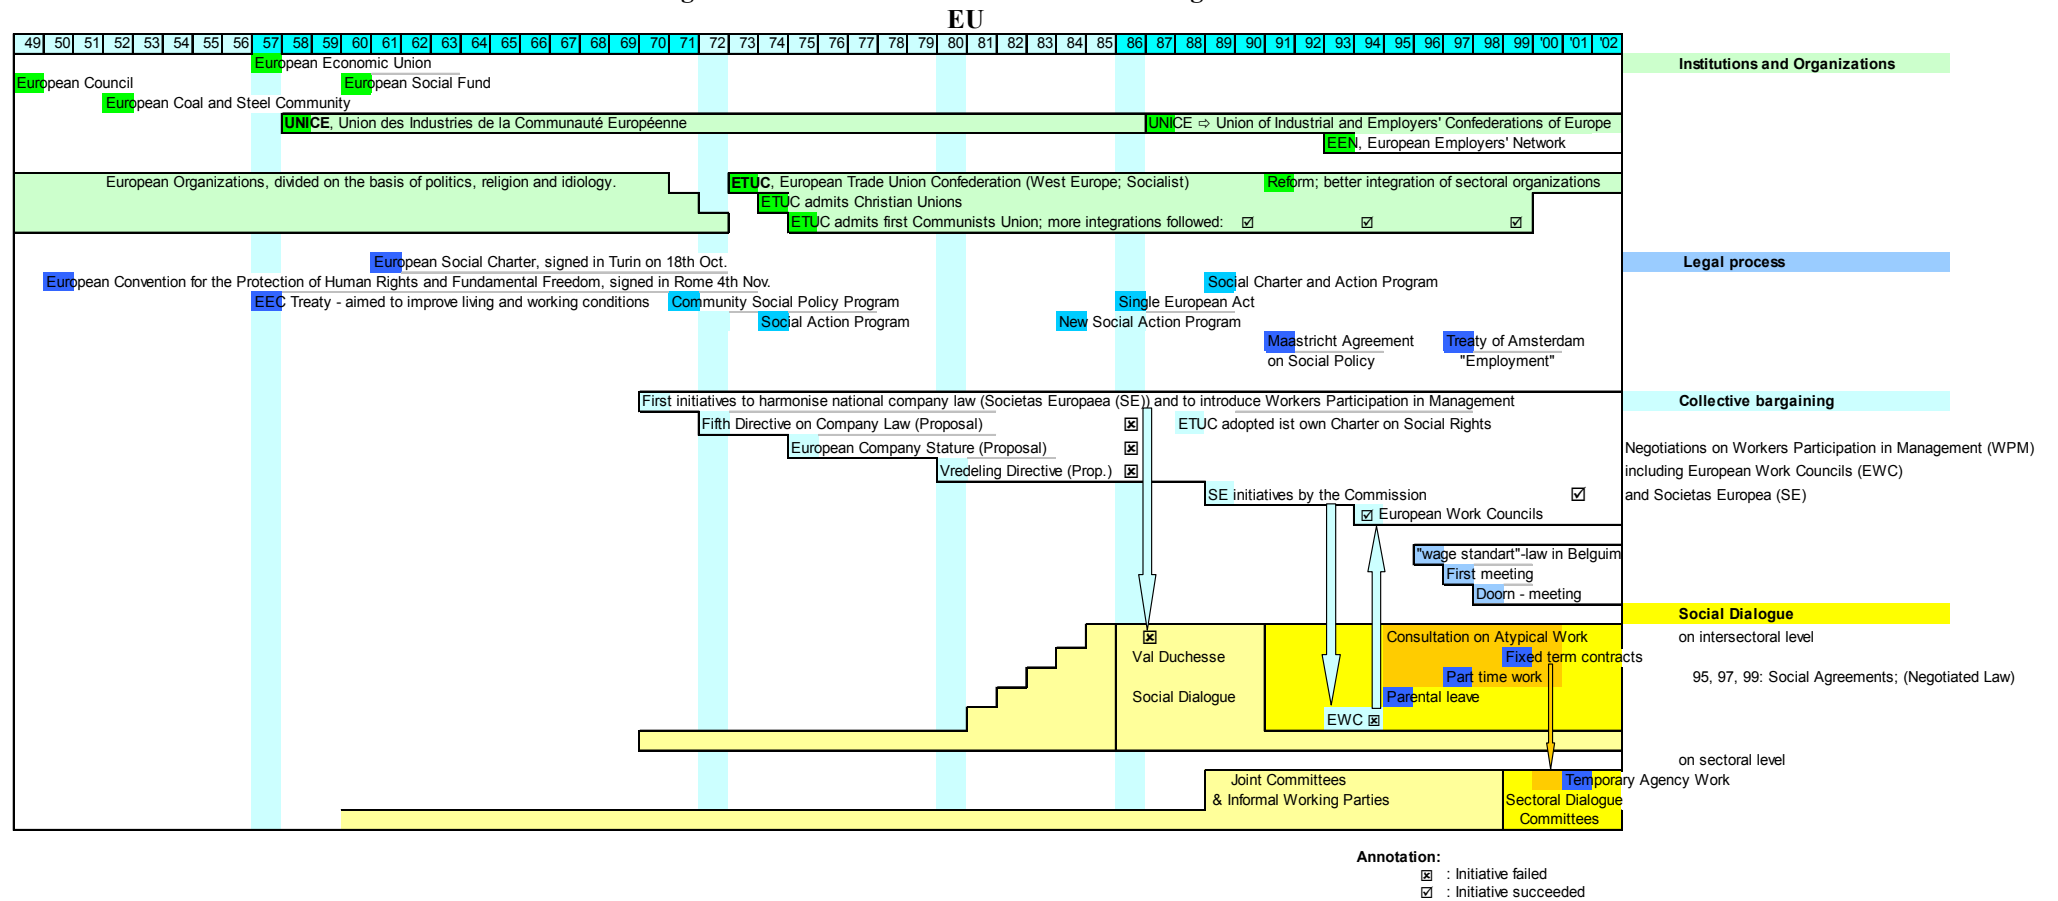 EU
49 50 51 52 53 54 55 56 57 58 59 60 61 62 63 64 65 66 67 68 69 70 71 72 73 74 75 76 77 78 79 80 81 82 83 84 85 86 87 88 89 90 91 92 93 94 95 96 97 98 99 '00 '01 '02
European Economic Union
Institutions and Organizations
European Council
European Social Fund
European Coal and Steel Community
UNICE, Union des Industries de la Communauté Européenne
UNICE ⇨ Union of Industrial and Employers' Confederations of Europe
EEN, European Employers' Network
European Organizations, divided on the basis of politics, religion and idiology.
ETUC, European Trade Union Confederation (West Europe; Socialist)
Reform; better integration of sectoral organizations
ETUC admits Christian Unions
ETUC admits first Communists Union; more integrations followed: ☑ ☑ ☑
European Social Charter, signed in Turin on 18th Oct.
Legal process
European Convention for the Protection of Human Rights and Fundamental Freedom, signed in Rome 4th Nov.
Social Charter and Action Program
EEC Treaty - aimed to improve living and working conditions
Community Social Policy Program
Single European Act
Social Action Program
New Social Action Program
Maastricht Agreement
on Social Policy
Treaty of Amsterdam
"Employment"
First initiatives to harmonise national company law (Societas Europaea (SE)) and to introduce Workers Participation in Management
Collective bargaining
Fifth Directive on Company Law (Proposal) ☒
ETUC adopted ist own Charter on Social Rights
European Company Stature (Proposal) ☒
Negotiations on Workers Participation in Management (WPM)
Vredeling Directive (Prop.) ☒
including European Work Councils (EWC)
SE initiatives by the Commission ☑
and Societas Europea (SE)
☑ European Work Councils
"wage standart"-law in Belguim
First meeting
Doorn - meeting
Social Dialogue
☒
Consultation on Atypical Work
on intersectoral level
Val Duchesse
Fixed term contracts
Part time work
95, 97, 99: Social Agreements; (Negotiated Law)
Social Dialogue
Parental leave
EWC ☒
on sectoral level
Joint Committees
Temporary Agency Work
& Informal Working Parties
Sectoral Dialogue
Committees
Annotation:
☒ : Initiative failed
☑ : Initiative succeeded